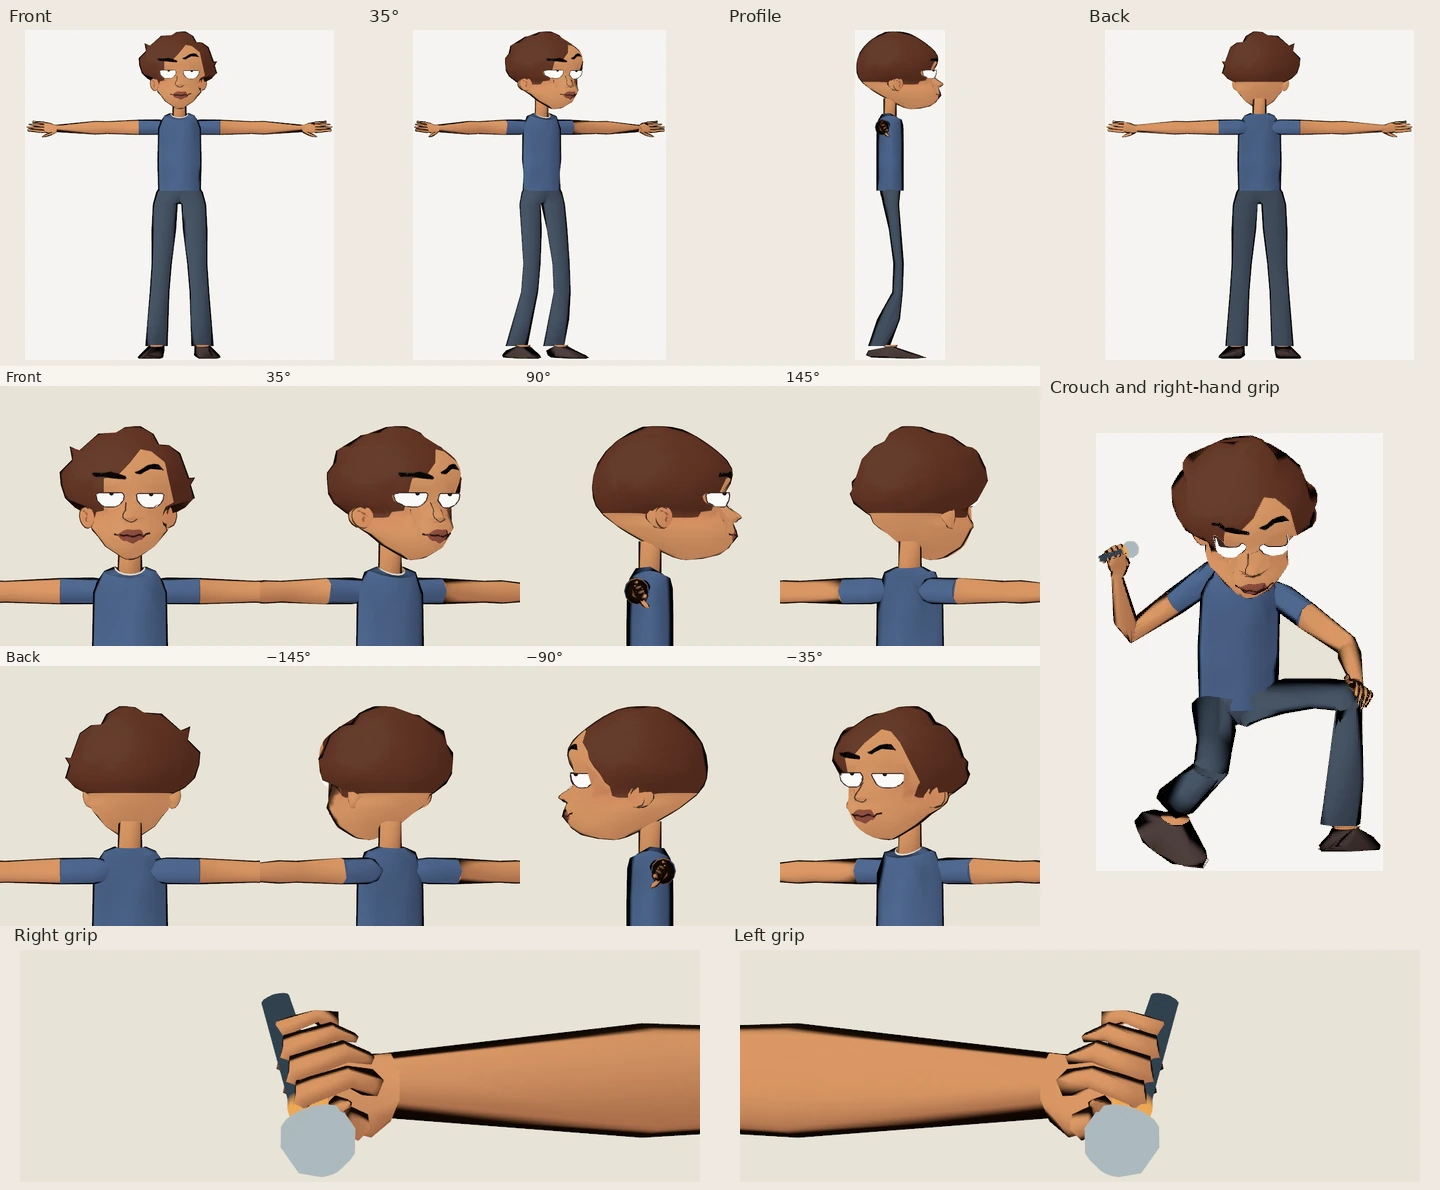 Front
35°
Profile
Back
Front
35°
90°
145°
Crouch and right-hand grip
Back
−145°
−90°
−35°
Right grip
Left grip